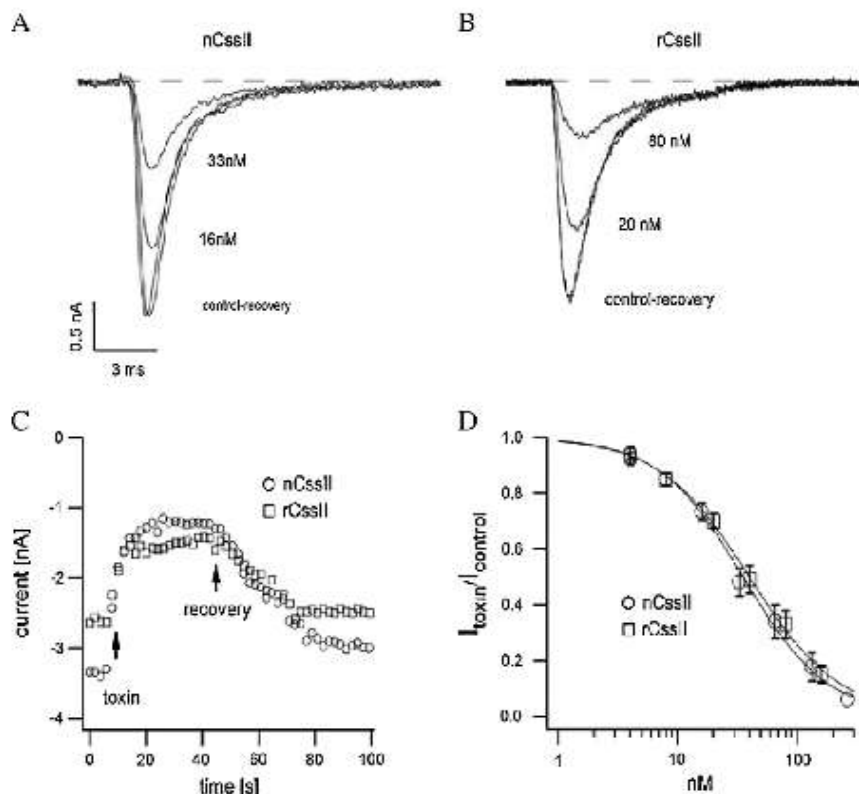 A
nCssII
33nM
16nM
control-recovery
0.5 nA
3 ms
B
rCssII
80 nM
20 nM
control-recovery
C
0
-1
-2
-3
-4
current [nA]
nCssII
rCssII
recovery
toxin
0 20 40 60 80 100
time [s]
D
1.0
0.8
0.6
0.4
0.2
0.0
Itoxin/Icontrol
nCssII
rCssII
1 10 100
nM